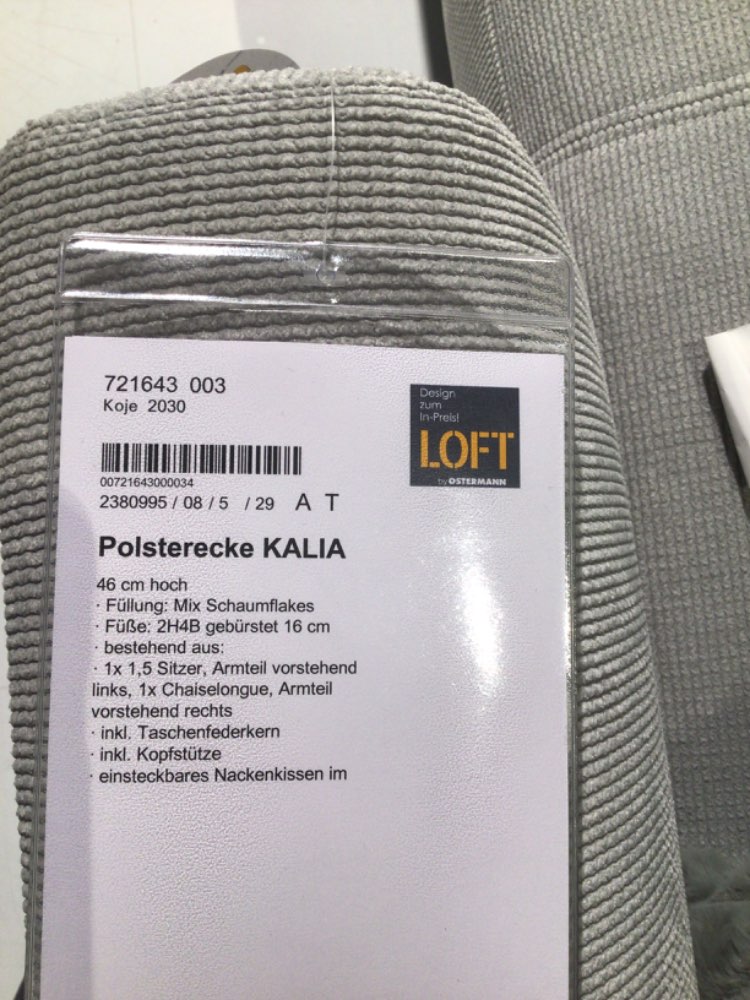 721643 003
Koje 2030
Design
zum
In-Preis!
LOFT
by OSTERMANN
00721643000034
2380995 / 08 / 5 / 29 A T
Polsterecke KALIA
46 cm hoch
· Füllung: Mix Schaumflakes
· Füße: 2H4B gebürstet 16 cm
· bestehend aus:
· 1x 1,5 Sitzer, Armteil vorstehend
links, 1x Chaiselongue, Armteil
vorstehend rechts
· inkl. Taschenfederkern
· inkl. Kopfstütze
· einsteckbares Nackenkissen im